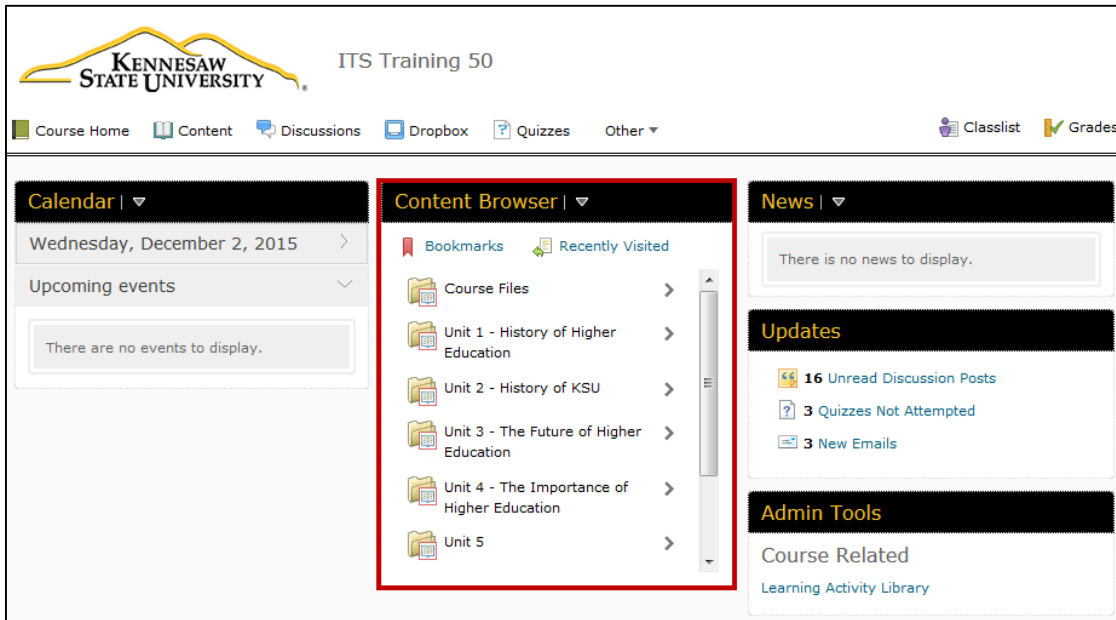 KENNESAW
STATE UNIVERSITY
ITS Training 50
Course Home
Content
Discussions
Dropbox
Quizzes
Other
Classlist
Grades
Calendar
Wednesday, December 2, 2015
Upcoming events
There are no events to display.
Content Browser
Bookmarks
Recently Visited
Course Files
Unit 1 - History of Higher
Education
Unit 2 - History of KSU
Unit 3 - The Future of Higher
Education
Unit 4 - The Importance of
Higher Education
Unit 5
News
There is no news to display.
Updates
16 Unread Discussion Posts
3 Quizzes Not Attempted
3 New Emails
Admin Tools
Course Related
Learning Activity Library